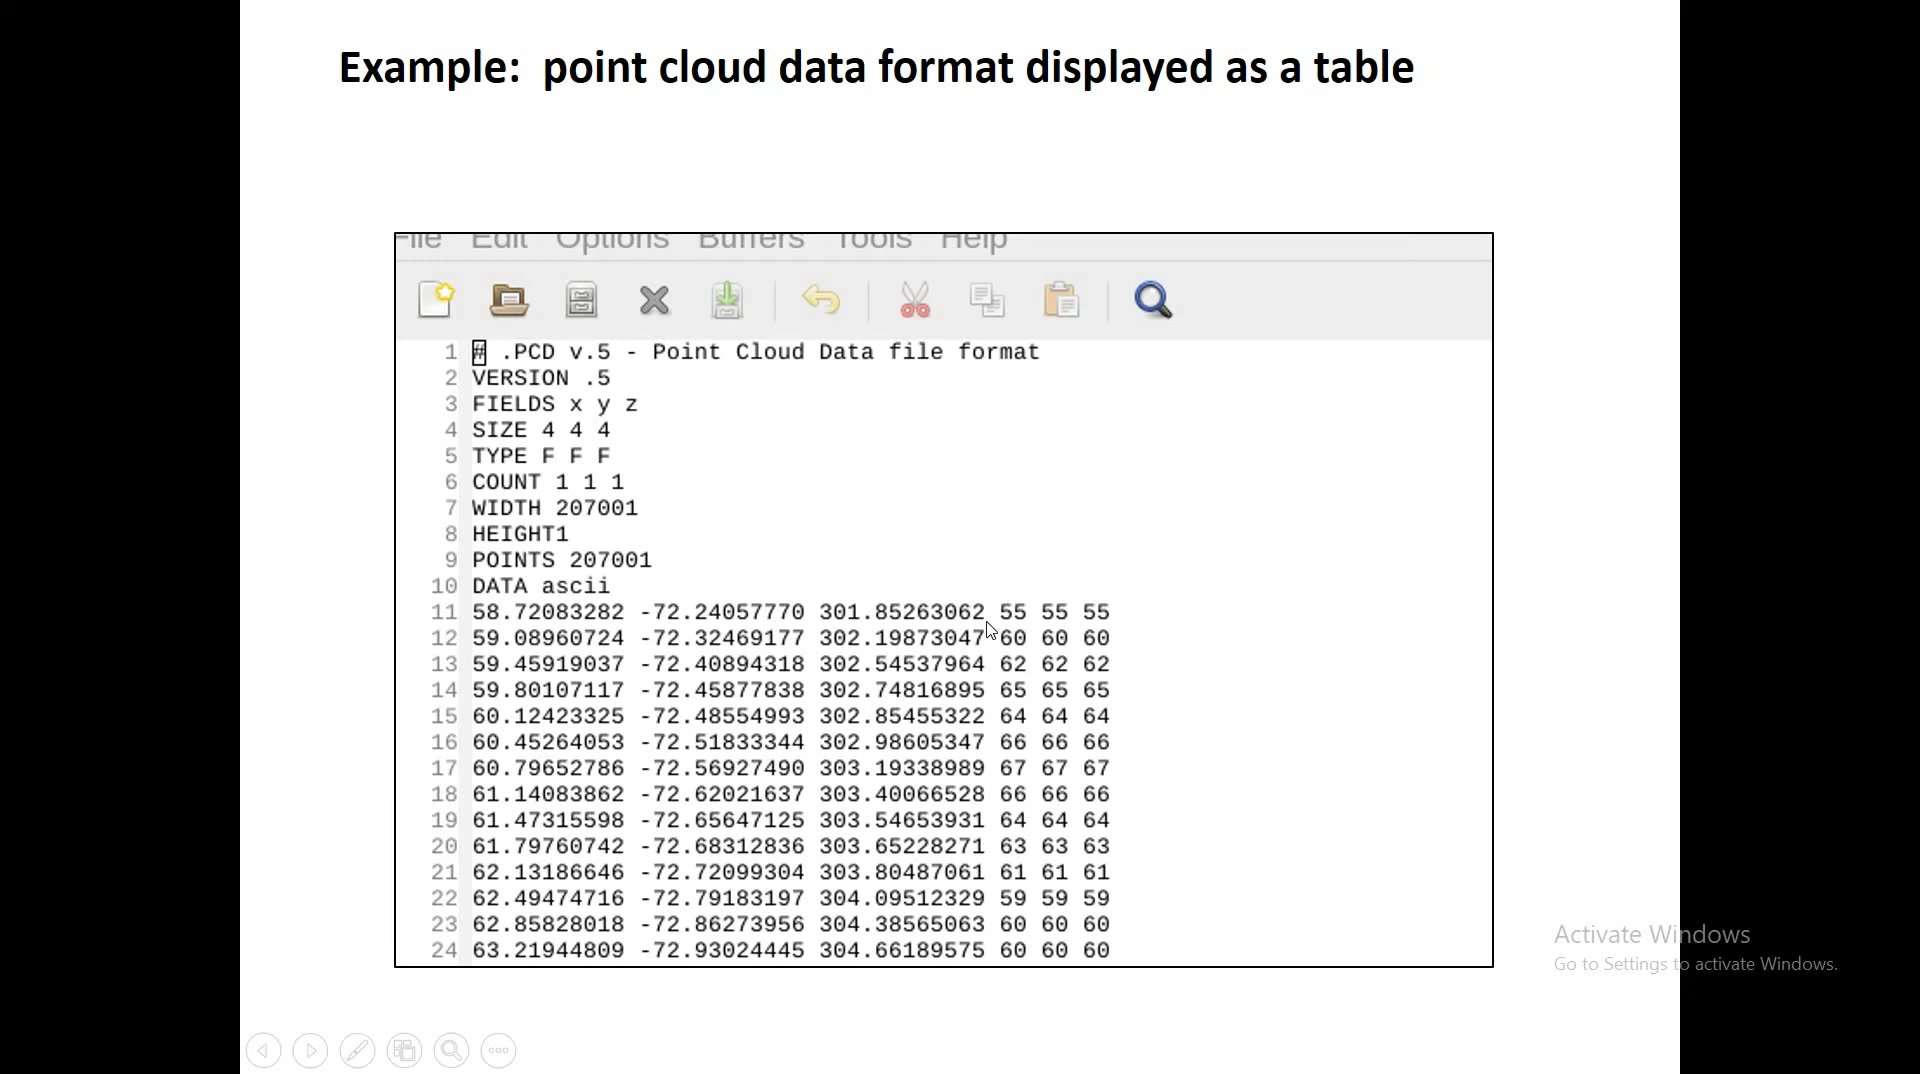 Example: point cloud data format displayed as a table
File Edit Options Buffers Tools Help
1 # .PCD v.5 - Point Cloud Data file format
2 VERSION .5
3 FIELDS x y z
4 SIZE 4 4 4
5 TYPE F F F
6 COUNT 1 1 1
7 WIDTH 207001
8 HEIGHT1
9 POINTS 207001
10 DATA ascii
11 58.72083282 -72.24057770 301.85263062 55 55 55
12 59.08960724 -72.32469177 302.19873047 60 60 60
13 59.45919037 -72.40894318 302.54537964 62 62 62
14 59.80107117 -72.45877838 302.74816895 65 65 65
15 60.12423325 -72.48554993 302.85455322 64 64 64
16 60.45264053 -72.51833344 302.98605347 66 66 66
17 60.79652786 -72.56927490 303.19338989 67 67 67
18 61.14083862 -72.62021637 303.40066528 66 66 66
19 61.47315598 -72.65647125 303.54653931 64 64 64
20 61.79760742 -72.68312836 303.65228271 63 63 63
21 62.13186646 -72.72099304 303.80487061 61 61 61
22 62.49474716 -72.79183197 304.09512329 59 59 59
23 62.85828018 -72.86273956 304.38565063 60 60 60
24 63.21944809 -72.93024445 304.66189575 60 60 60
Activate Windows
Go to Settings to activate Windows.